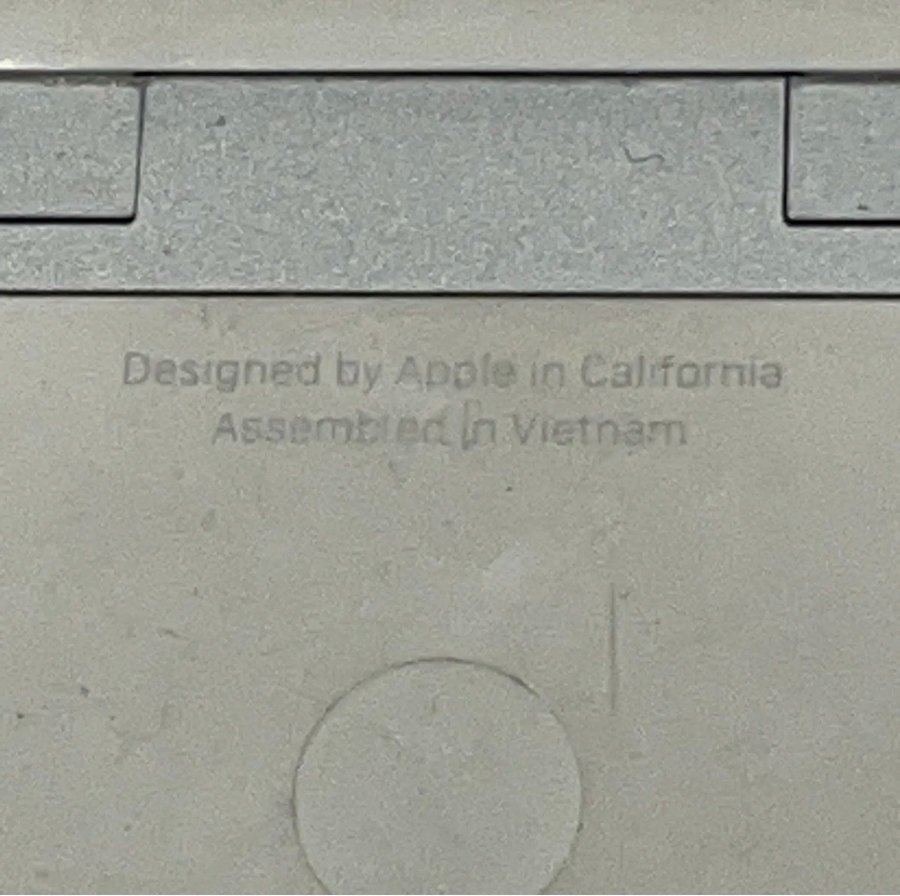 Designed by Apple in California
Assembled in Vietnam